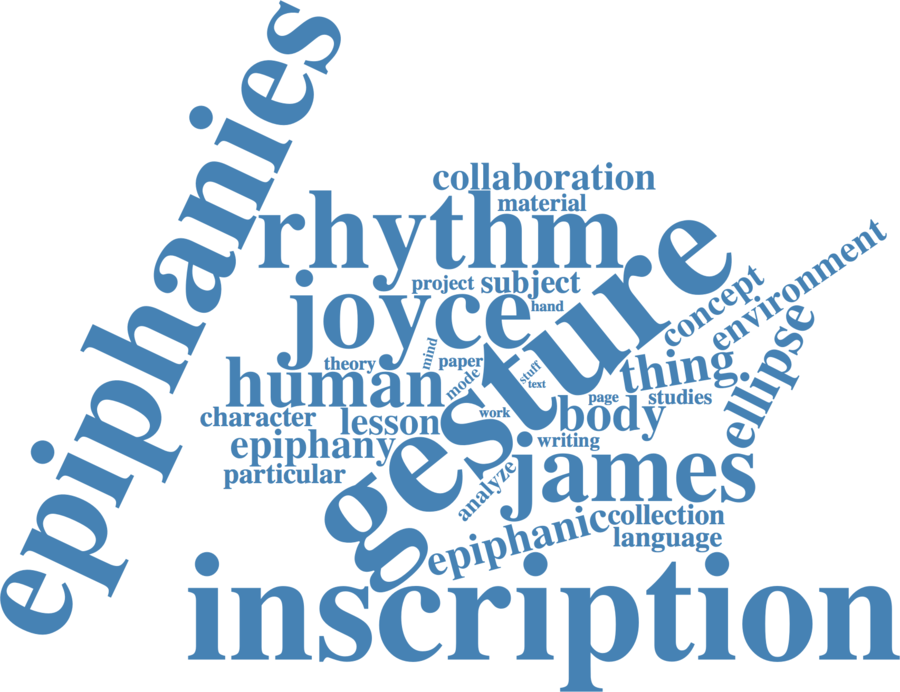 epiphanies
collaboration
material
rhythm
gesture
environment
project
subject
concept
joyce
hand
ellipse
mind
theory
paper
stuff
thing
human
mode
text
page
studies
character
lesson
work
body
epiphany
writing
particular
analyze
james
epiphanic
collection
language
inscription